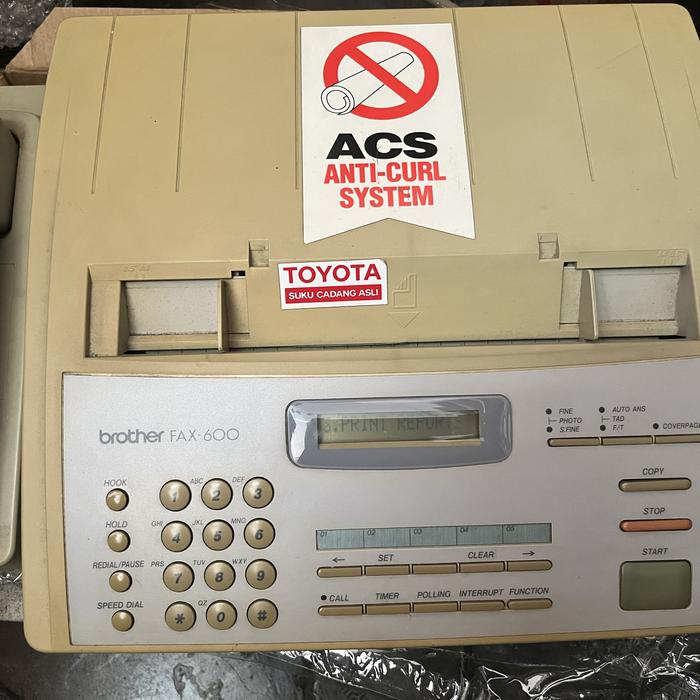 ACS
ANTI-CURL
SYSTEM
TOYOTA
SUKU CADANG ASLI
brother FAX-600
3.PRINT REPORTS
FINE
PHOTO
S.FINE
AUTO ANS
TAD
F/T
COVERPAGE
HOOK
HOLD
REDIAL/PAUSE
SPEED DIAL
1 ABC 2 DEF 3
GHI 4 JKL 5 MNO 6
PRS 7 TUV 8 WXY 9
* QZ 0 #
01 02 03 04 05
← SET CLEAR →
CALL TIMER POLLING INTERRUPT FUNCTION
COPY
STOP
START